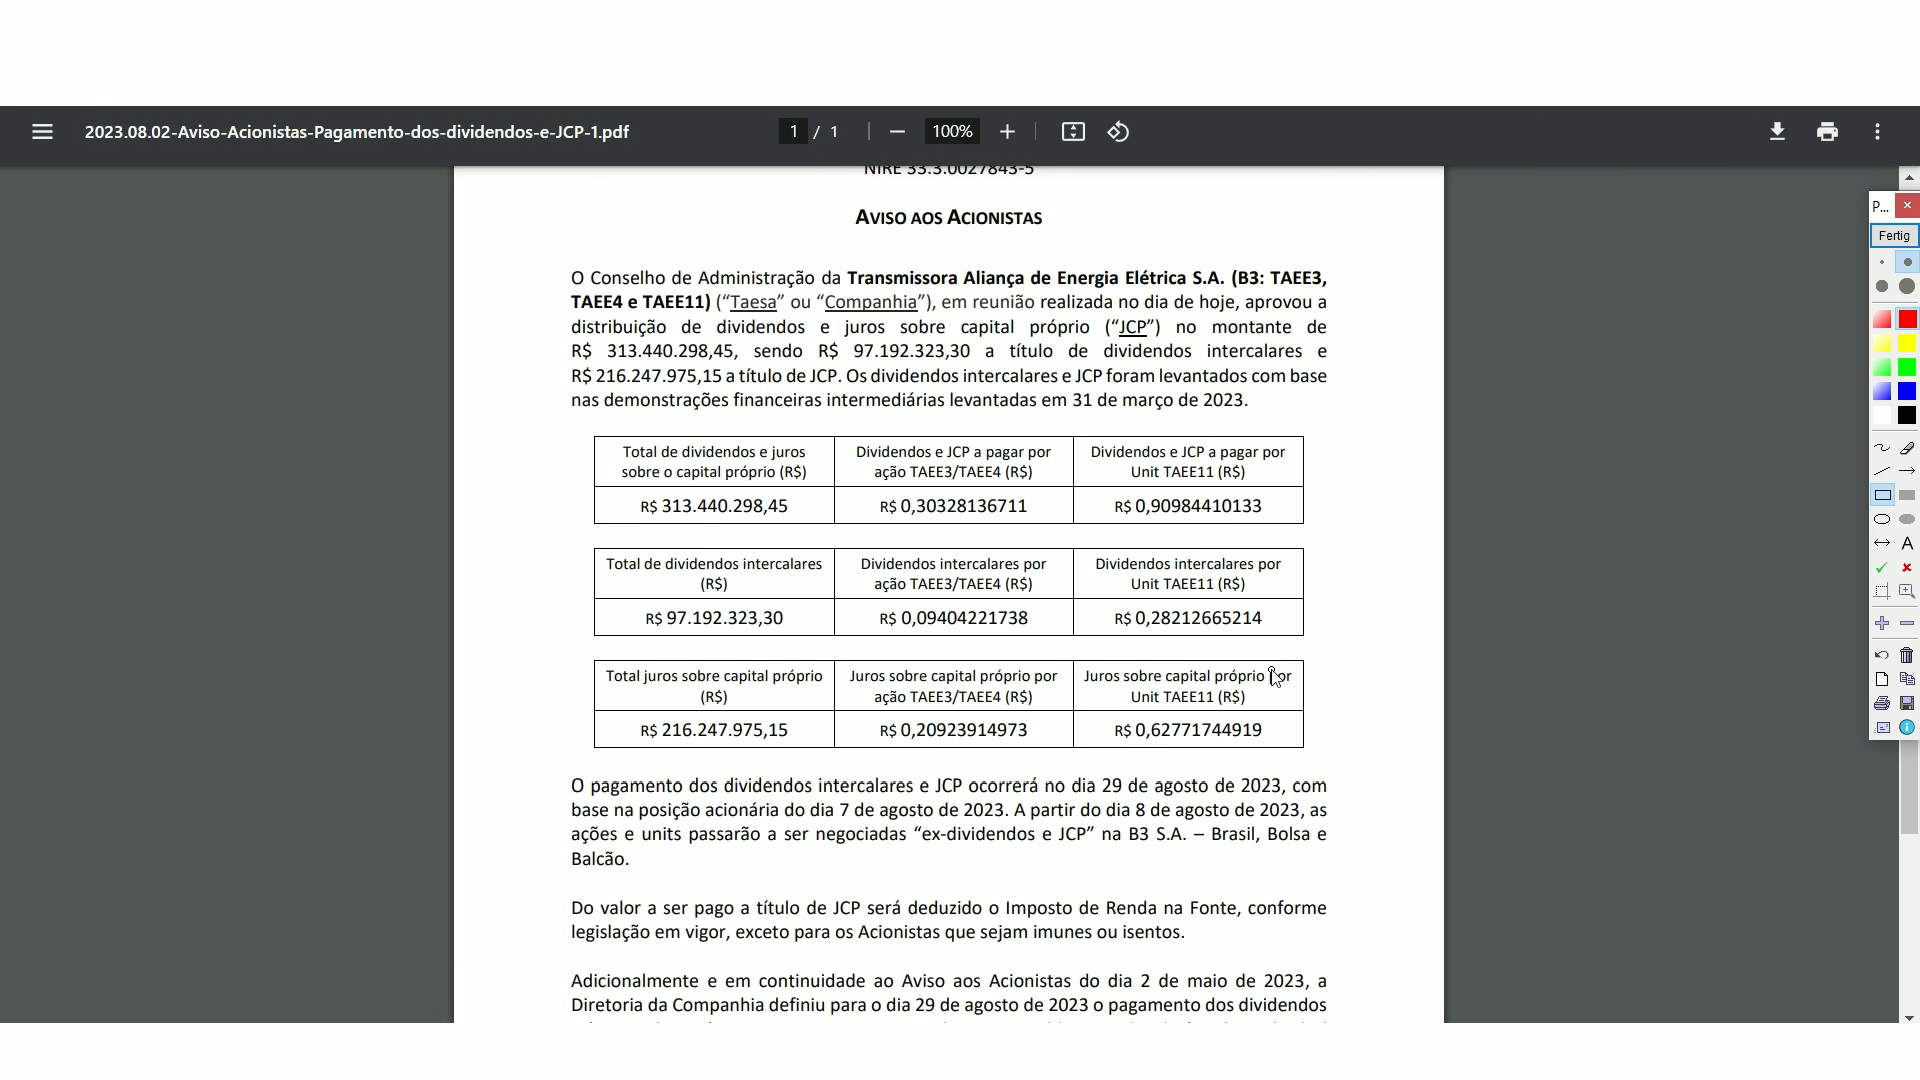 2023.08.02-Aviso-Acionistas-Pagamento-dos-dividendos-e-JCP-1.pdf
1 / 1
100%
NIRE 33.3.0027843-5
AVISO AOS ACIONISTAS
O Conselho de Administração da Transmissora Aliança de Energia Elétrica S.A. (B3: TAEE3,
TAEE4 e TAEE11) (“Taesa” ou “Companhia”), em reunião realizada no dia de hoje, aprovou a
distribuição de dividendos e juros sobre capital próprio (“JCP”) no montante de
R$ 313.440.298,45, sendo R$ 97.192.323,30 a título de dividendos intercalares e
R$ 216.247.975,15 a título de JCP. Os dividendos intercalares e JCP foram levantados com base
nas demonstrações financeiras intermediárias levantadas em 31 de março de 2023.
Total de dividendos e juros
sobre o capital próprio (R$)
Dividendos e JCP a pagar por
ação TAEE3/TAEE4 (R$)
Dividendos e JCP a pagar por
Unit TAEE11 (R$)
R$ 313.440.298,45
R$ 0,30328136711
R$ 0,90984410133
Total de dividendos intercalares
(R$)
Dividendos intercalares por
ação TAEE3/TAEE4 (R$)
Dividendos intercalares por
Unit TAEE11 (R$)
R$ 97.192.323,30
R$ 0,09404221738
R$ 0,28212665214
Total juros sobre capital próprio
(R$)
Juros sobre capital próprio por
ação TAEE3/TAEE4 (R$)
Juros sobre capital próprio por
Unit TAEE11 (R$)
R$ 216.247.975,15
R$ 0,20923914973
R$ 0,62771744919
O pagamento dos dividendos intercalares e JCP ocorrerá no dia 29 de agosto de 2023, com
base na posição acionária do dia 7 de agosto de 2023. A partir do dia 8 de agosto de 2023, as
ações e units passarão a ser negociadas “ex-dividendos e JCP” na B3 S.A. – Brasil, Bolsa e
Balcão.
Do valor a ser pago a título de JCP será deduzido o Imposto de Renda na Fonte, conforme
legislação em vigor, exceto para os Acionistas que sejam imunes ou isentos.
Adicionalmente e em continuidade ao Aviso aos Acionistas do dia 2 de maio de 2023, a
Diretoria da Companhia definiu para o dia 29 de agosto de 2023 o pagamento dos dividendos
P...
Fertig
A